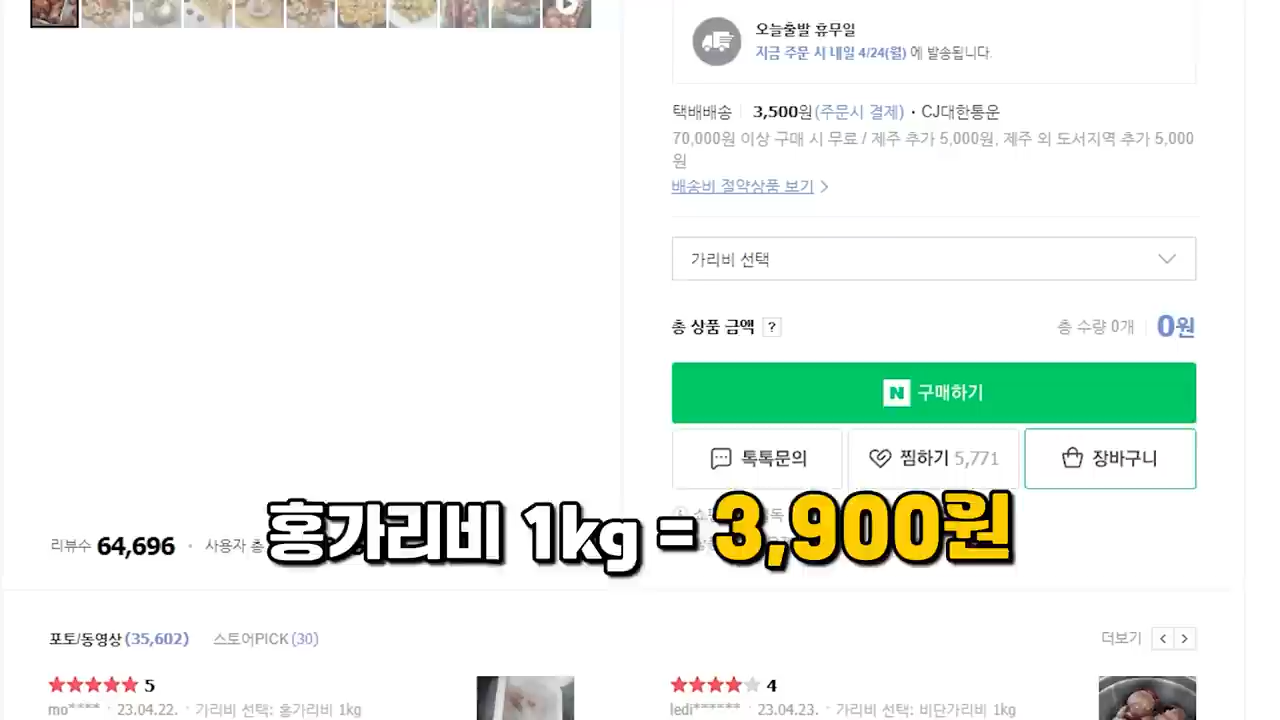 오늘출발 휴무일
지금 주문 시 내일 4/24(월) 에 발송됩니다.
택배배송 3,500원(주문시 결제) · CJ대한통운
70,000원 이상 구매 시 무료 / 제주 추가 5,000원, 제주 외 도서지역 추가 5,000
원
배송비 절약상품 보기 >
가리비 선택
총 상품 금액 ?
총 수량 0개 0원
N 구매하기
톡톡문의
찜하기 5,771
장바구니
홍가리비 1kg = 3,900원
리뷰수 64,696 · 사용자 총
포토/동영상 (35,602) 스토어PICK (30)
더보기 < >
5
mo**** · 23.04.22. · 가리비 선택: 홍가리비 1kg
4
ledi****** · 23.04.23. · 가리비 선택: 비단가리비 1kg